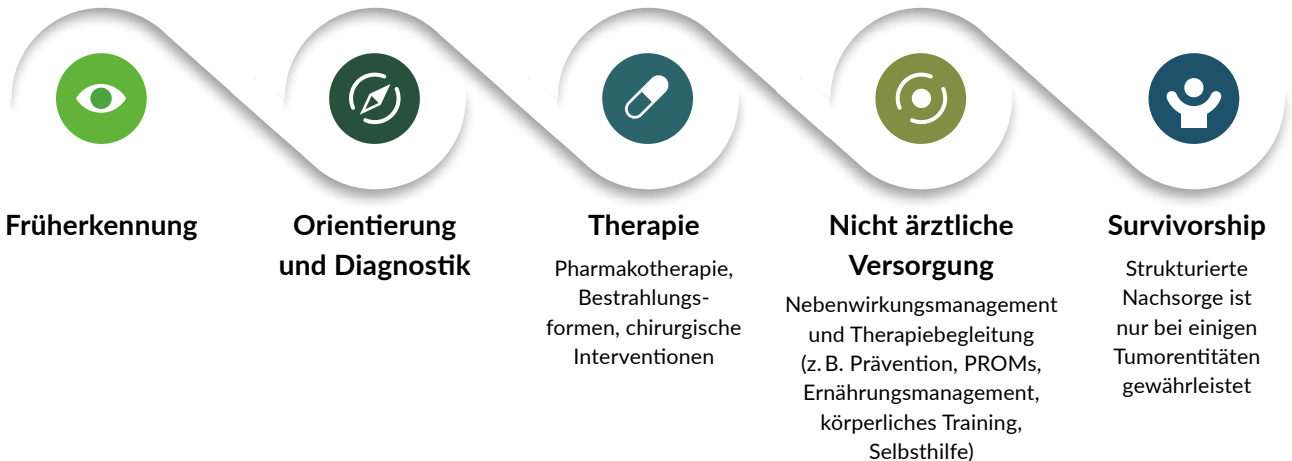 Früherkennung
Orientierung
und Diagnostik
Therapie
Pharmakotherapie,
Bestrahlungs-
formen, chirurgische
Interventionen
Nicht ärztliche
Versorgung
Nebenwirkungsmanagement
und Therapiebegleitung
(z. B. Prävention, PROMs,
Ernährungsmanagement,
körperliches Training,
Selbsthilfe)
Survivorship
Strukturierte
Nachsorge ist
nur bei einigen
Tumorentitäten
gewährleistet